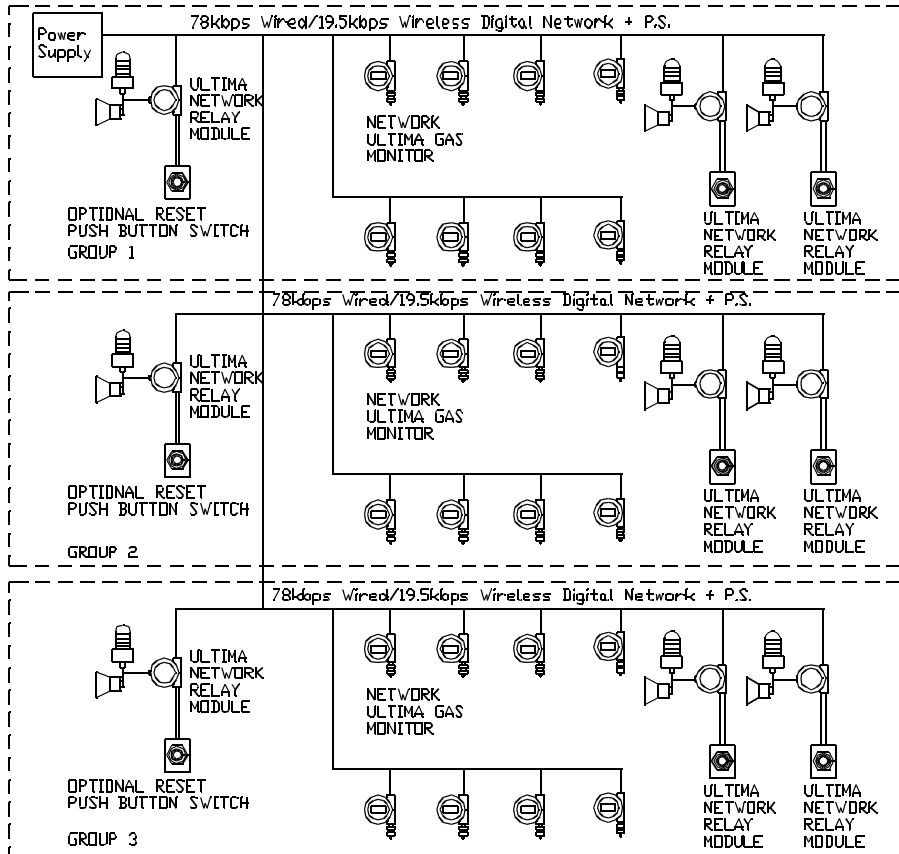 78kbps Wired/19.5kbps Wireless Digital Network + P.S.
Power
Supply
ULTIMA
NETWORK
RELAY
MODULE
NETWORK
ULTIMA GAS
MONITOR
OPTIONAL RESET
PUSH BUTTON SWITCH
GROUP 1
ULTIMA
NETWORK
RELAY
MODULE
ULTIMA
NETWORK
RELAY
MODULE
78kbps Wired/19.5kbps Wireless Digital Network + P.S.
ULTIMA
NETWORK
RELAY
MODULE
NETWORK
ULTIMA GAS
MONITOR
OPTIONAL RESET
PUSH BUTTON SWITCH
GROUP 2
ULTIMA
NETWORK
RELAY
MODULE
ULTIMA
NETWORK
RELAY
MODULE
78kbps Wired/19.5kbps Wireless Digital Network + P.S.
ULTIMA
NETWORK
RELAY
MODULE
NETWORK
ULTIMA GAS
MONITOR
OPTIONAL RESET
PUSH BUTTON SWITCH
GROUP 3
ULTIMA
NETWORK
RELAY
MODULE
ULTIMA
NETWORK
RELAY
MODULE